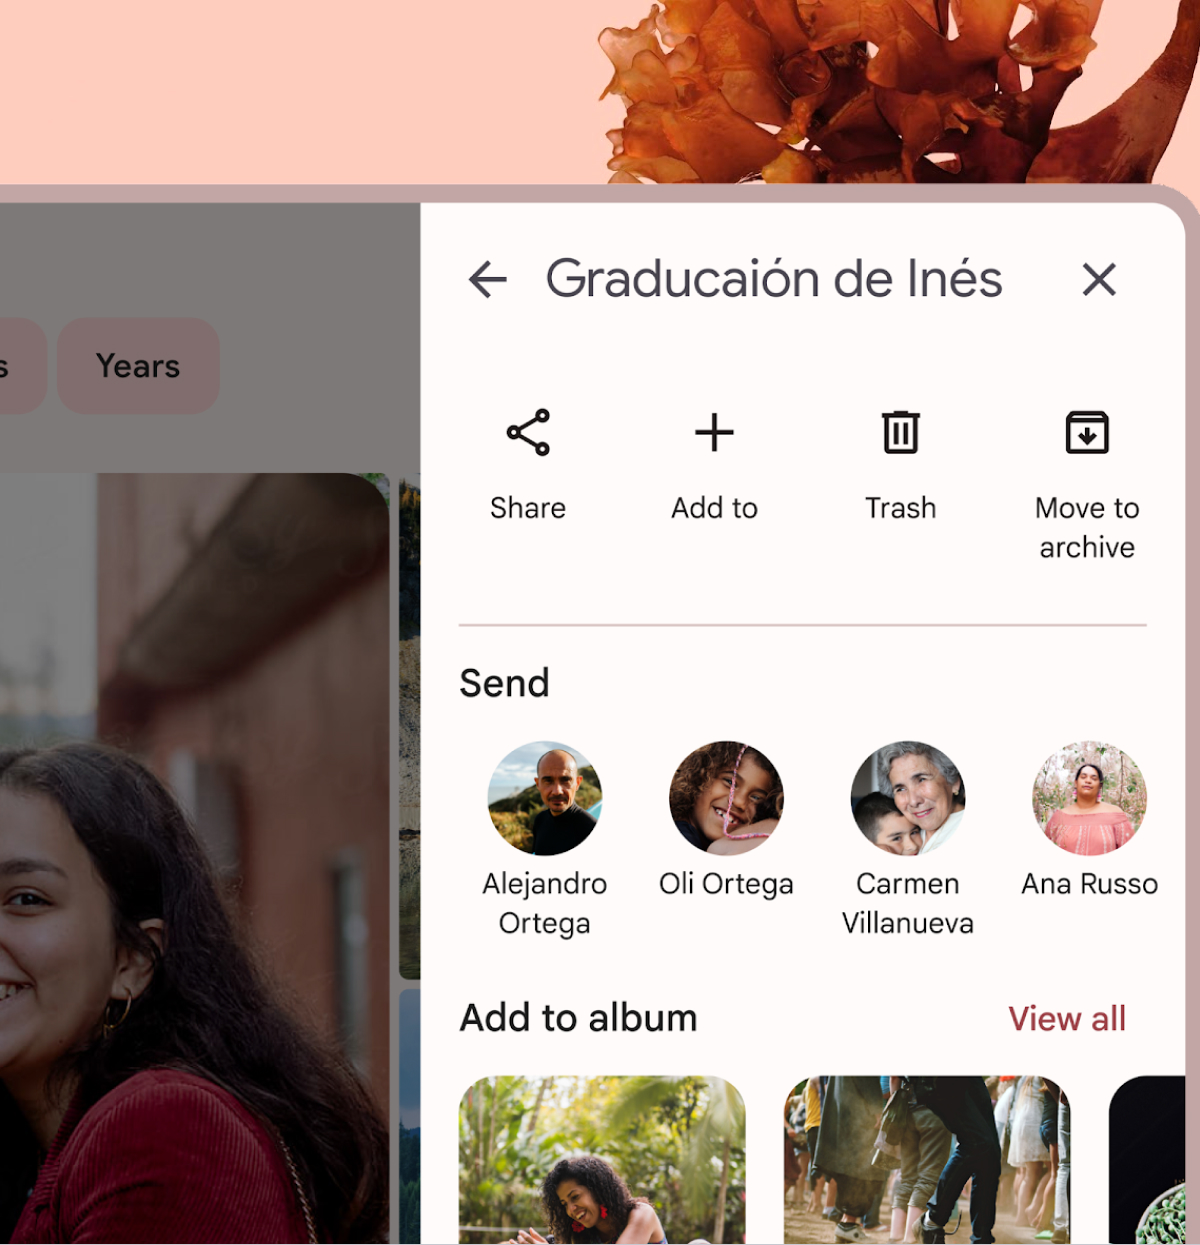 Graducaión de Inés
s
Years
Share
Add to
Trash
Move to
archive
Send
Alejandro
Ortega
Oli Ortega
Carmen
Villanueva
Ana Russo
Add to album
View all